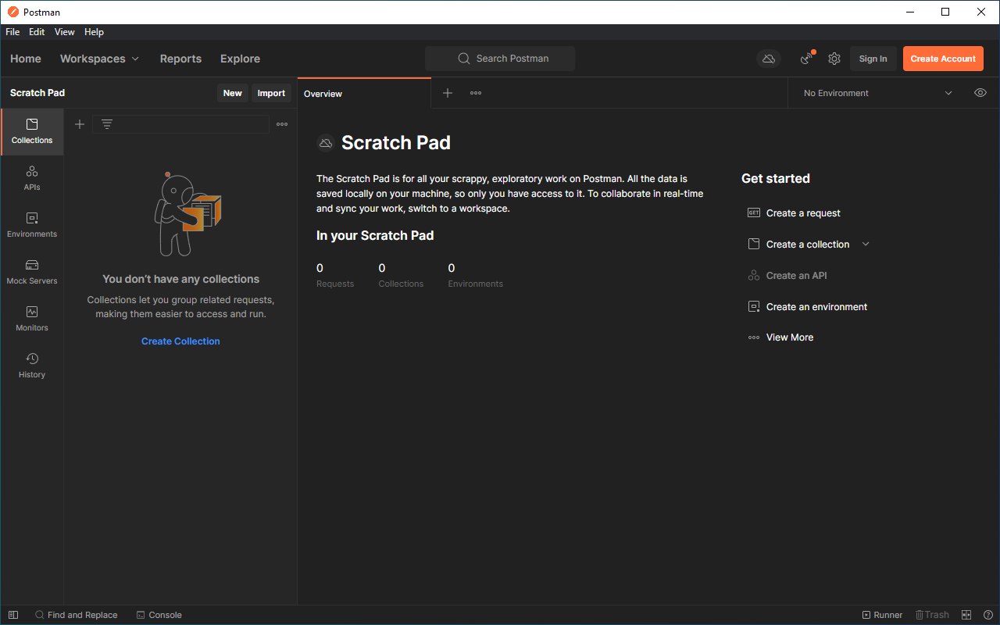 Postman
File Edit View Help
Home Workspaces Reports Explore Search Postman Sign In Create Account
Scratch Pad New Import Overview No Environment
Collections
APIs
Environments
Mock Servers
Monitors
History
You don't have any collections
Collections let you group related requests,
making them easier to access and run.
Create Collection
Scratch Pad
The Scratch Pad is for all your scrappy, exploratory work on Postman. All the data is
saved locally on your machine, so only you have access to it. To collaborate in real-time
and sync your work, switch to a workspace.
In your Scratch Pad
0 0 0
Requests Collections Environments
Get started
GET Create a request
Create a collection
Create an API
Create an environment
View More
Find and Replace Console Runner Trash